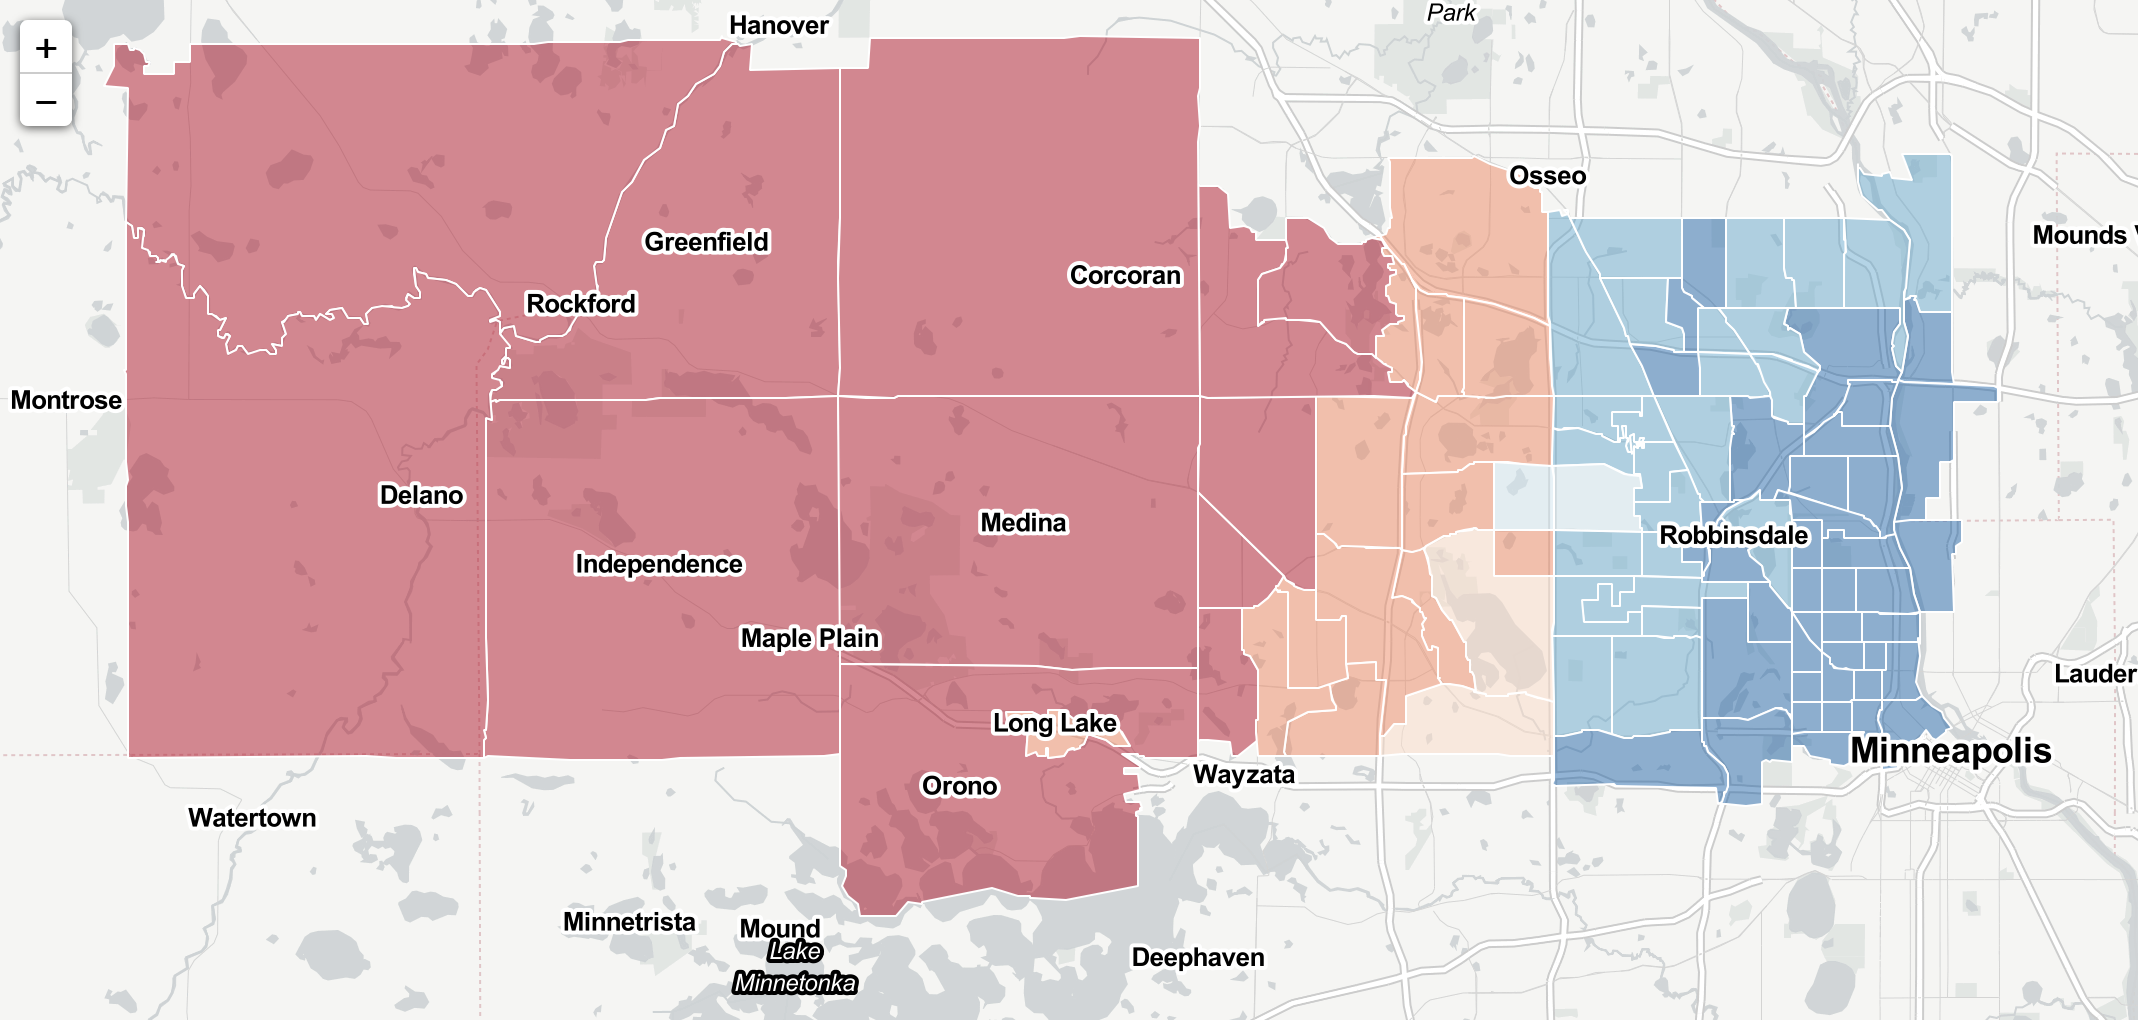 Hanover
Park
+
−
Osseo
Mounds V
Greenfield
Corcoran
Rockford
Montrose
Delano
Medina
Robbinsdale
Independence
Maple Plain
Lauder
Long Lake
Minneapolis
Orono
Wayzata
Watertown
Minnetrista
Mound
Lake
Minnetonka
Deephaven